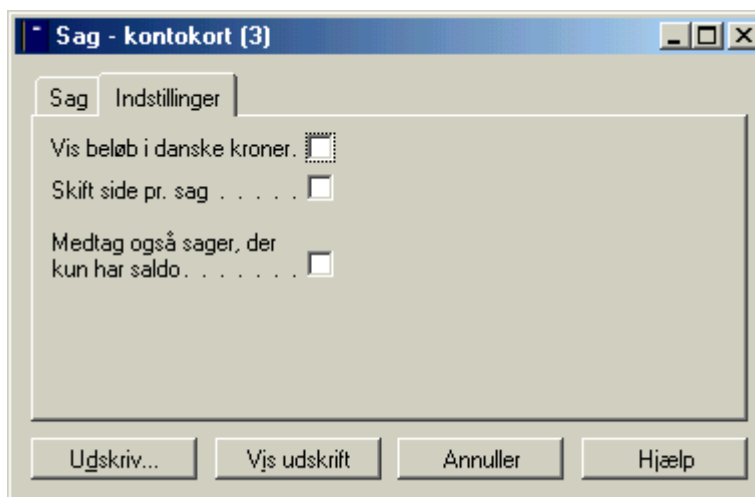 Sag - kontokort (3)
Sag Indstillinger
Vis beløb i danske kroner.
Skift side pr. sag . . . . .
Medtag også sager, der
kun har saldo. . . . . . .
Udskriv... Vis udskrift Annuller Hjælp